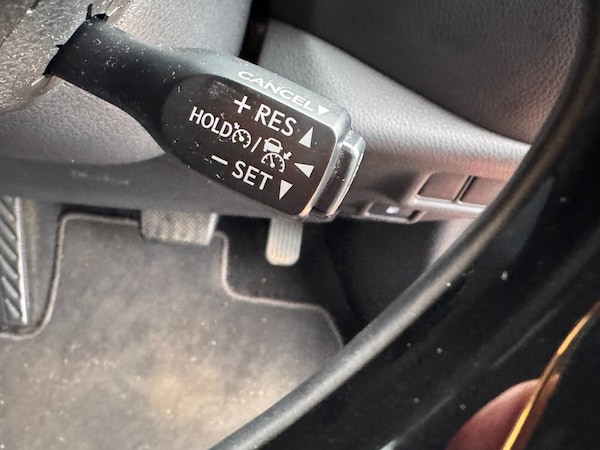 CANCEL
+ RES
HOLD /
− SET